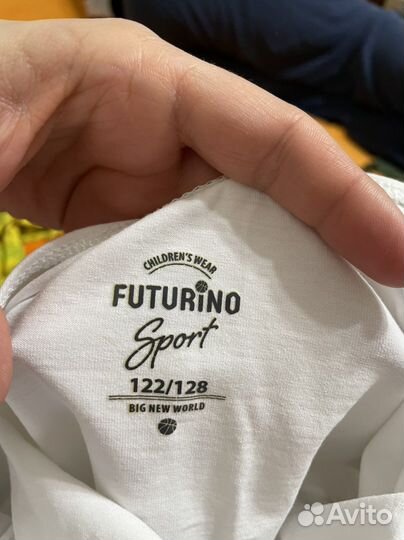 CHILDREN'S WEAR
FUTURINO
Sport
122/128
BIG NEW WORLD
Avito